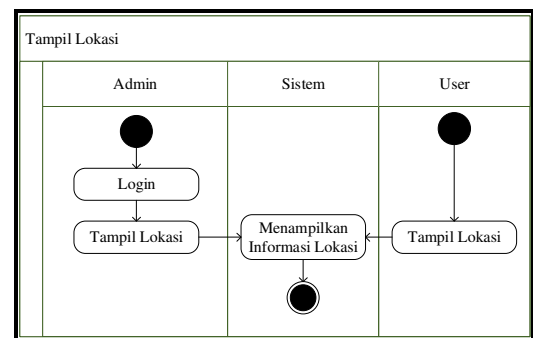 Tampil Lokasi
Admin
Sistem
User
Login
Tampil Lokasi
Menampilkan
Informasi Lokasi
Tampil Lokasi